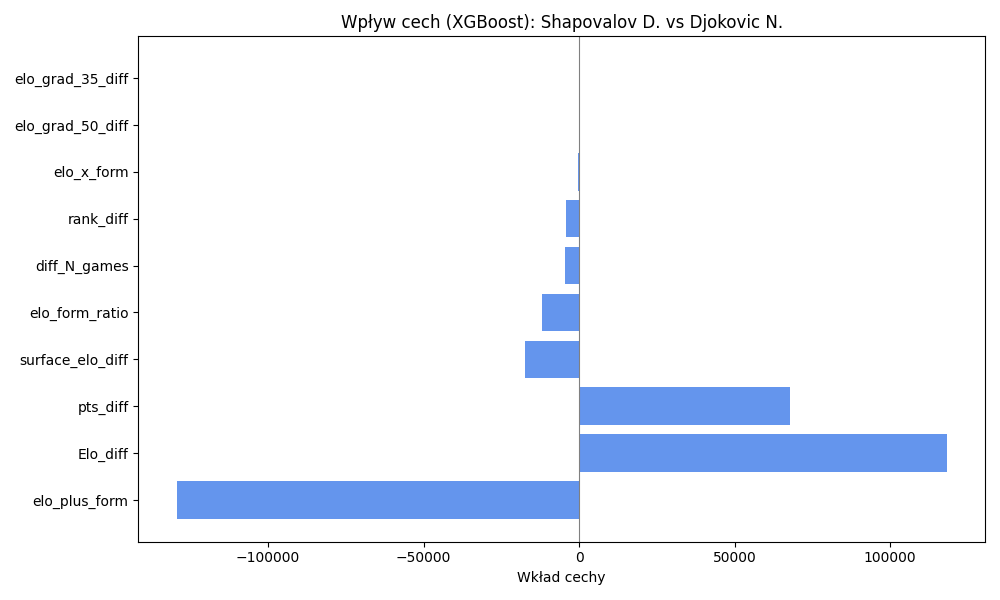 Wpływ cech (XGBoost): Shapovalov D. vs Djokovic N.
elo_grad_35_diff
elo_grad_50_diff
elo_x_form
rank_diff
diff_N_games
elo_form_ratio
surface_elo_diff
pts_diff
Elo_diff
elo_plus_form
−100000
−50000
0
50000
100000
Wkład cechy